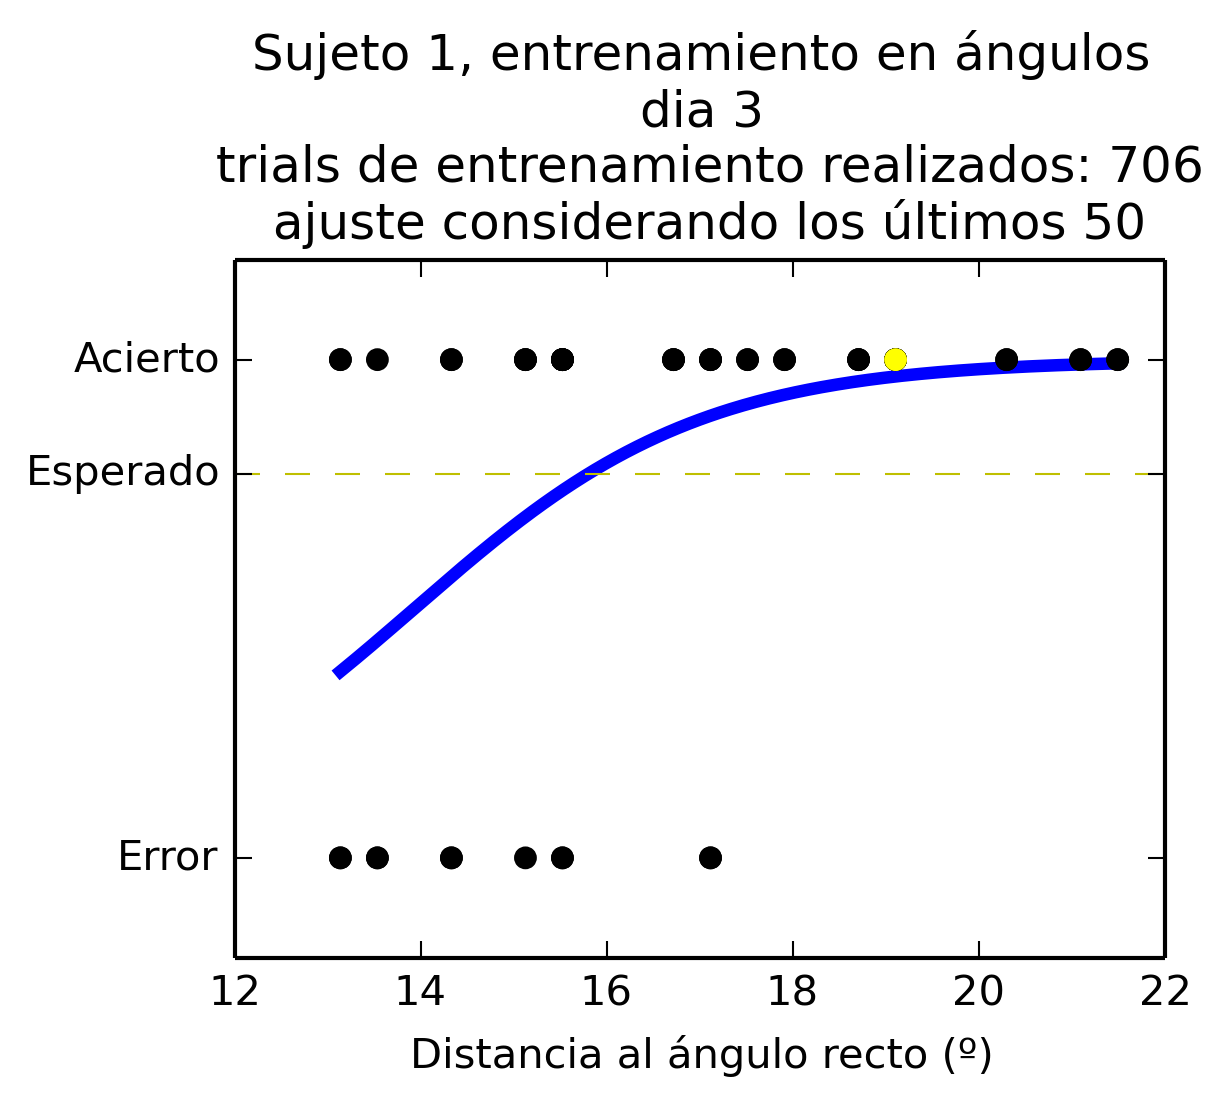 Sujeto 1, entrenamiento en ángulos
dia 3
trials de entrenamiento realizados: 706
ajuste considerando los últimos 50
Acierto
Esperado
Error
12 14 16 18 20 22
Distancia al ángulo recto (º)